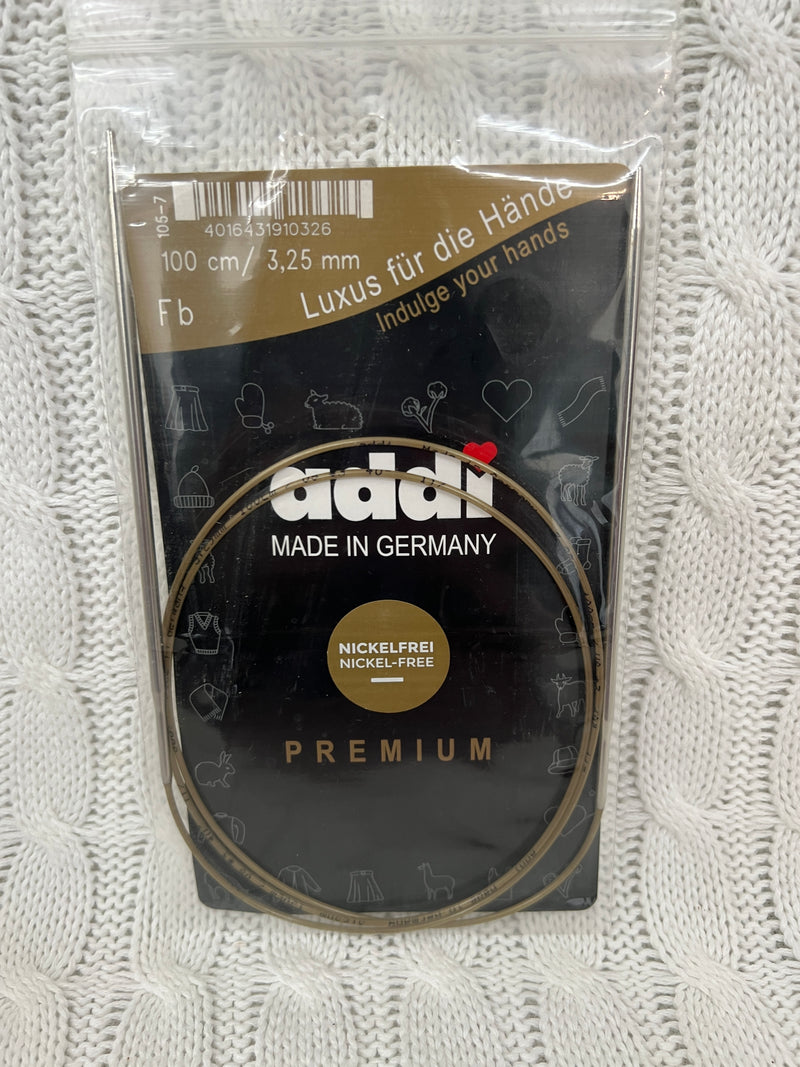 105-7
4016431910326
100 cm/ 3,25 mm
Fb
Luxus für die Hände
Indulge your hands
addi
MADE IN GERMANY
NICKELFREI
NICKEL-FREE
PREMIUM